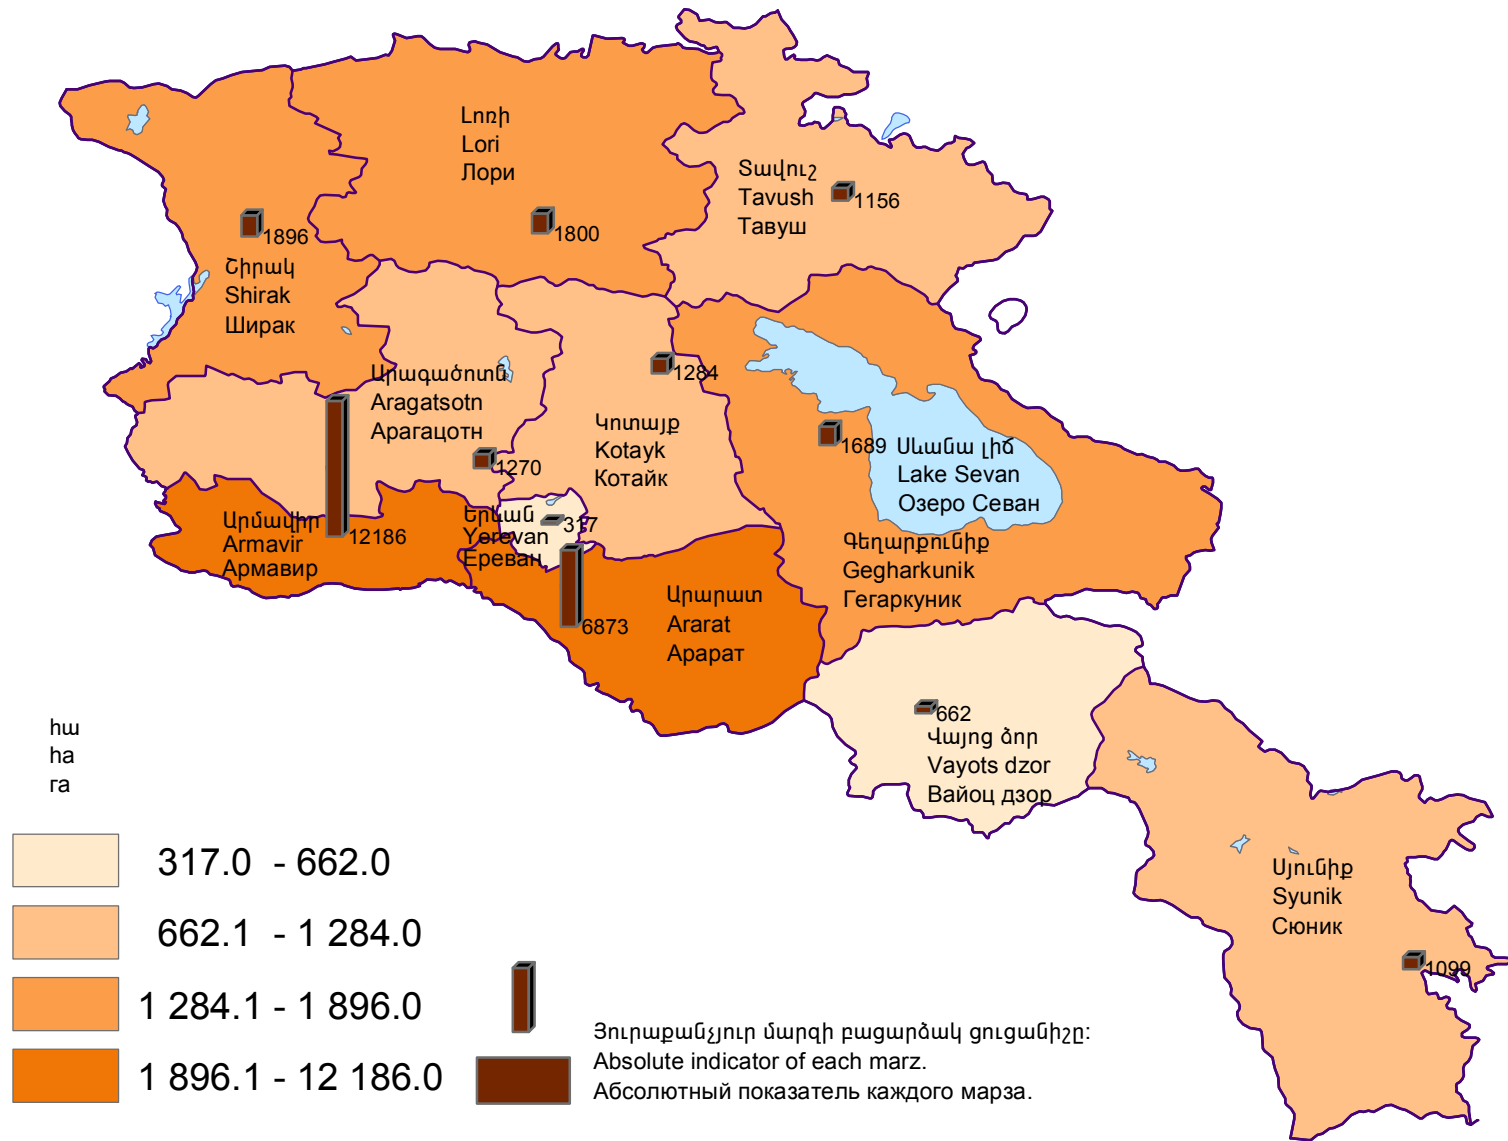 Լոռի
Lori
Лори
1800
Տավուշ
Tavush
Тавуш
1156
1896
Շիրակ
Shirak
Ширак
Արագածոտն
Aragatsotn
Арагацотн
1270
1284
Կոտայք
Kotayk
Котайк
1689
Սևանա լիճ
Lake Sevan
Озеро Севан
Գեղարքունիք
Gegharkunik
Гегаркуник
Արմավիր
Armavir
Армавир
12186
Երևան
Yerevan
Ереван
317
6873
Արարատ
Ararat
Арарат
662
Վայոց ձոր
Vayots dzor
Вайоц дзор
Սյունիք
Syunik
Сюник
1099
հա
ha
га
317.0 - 662.0
662.1 - 1 284.0
1 284.1 - 1 896.0
1 896.1 - 12 186.0
Յուրաքանչյուր մարզի բացարձակ ցուցանիշը:
Absolute indicator of each marz.
Абсолютный показатель каждого марза.